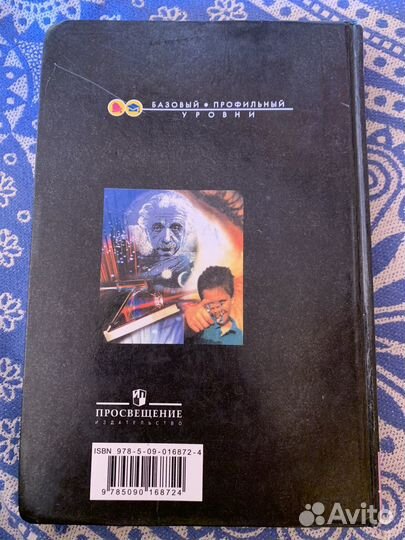 БАЗОВЫЙ • ПРОФИЛЬНЫЙ
УРОВНИ
ПРОСВЕЩЕНИЕ
ИЗДАТЕЛЬСТВО
ISBN 978-5-09-016872-4
9 785090 168724
Avito